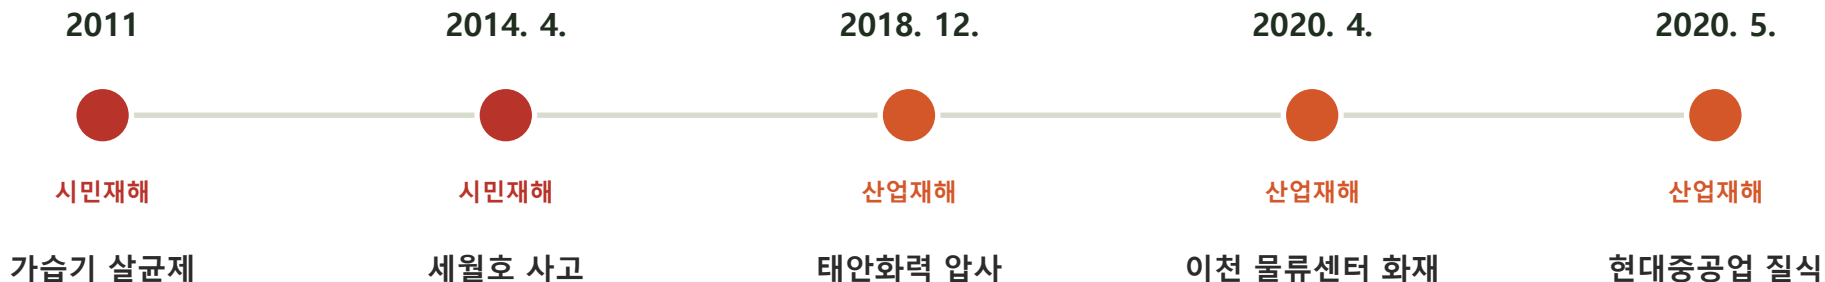 2011 2014. 4. 2018. 12. 2020. 4. 2020. 5.
시민재해 시민재해 산업재해 산업재해 산업재해
가습기 살균제 세월호 사고 태안화력 압사 이천 물류센터 화재 현대중공업 질식